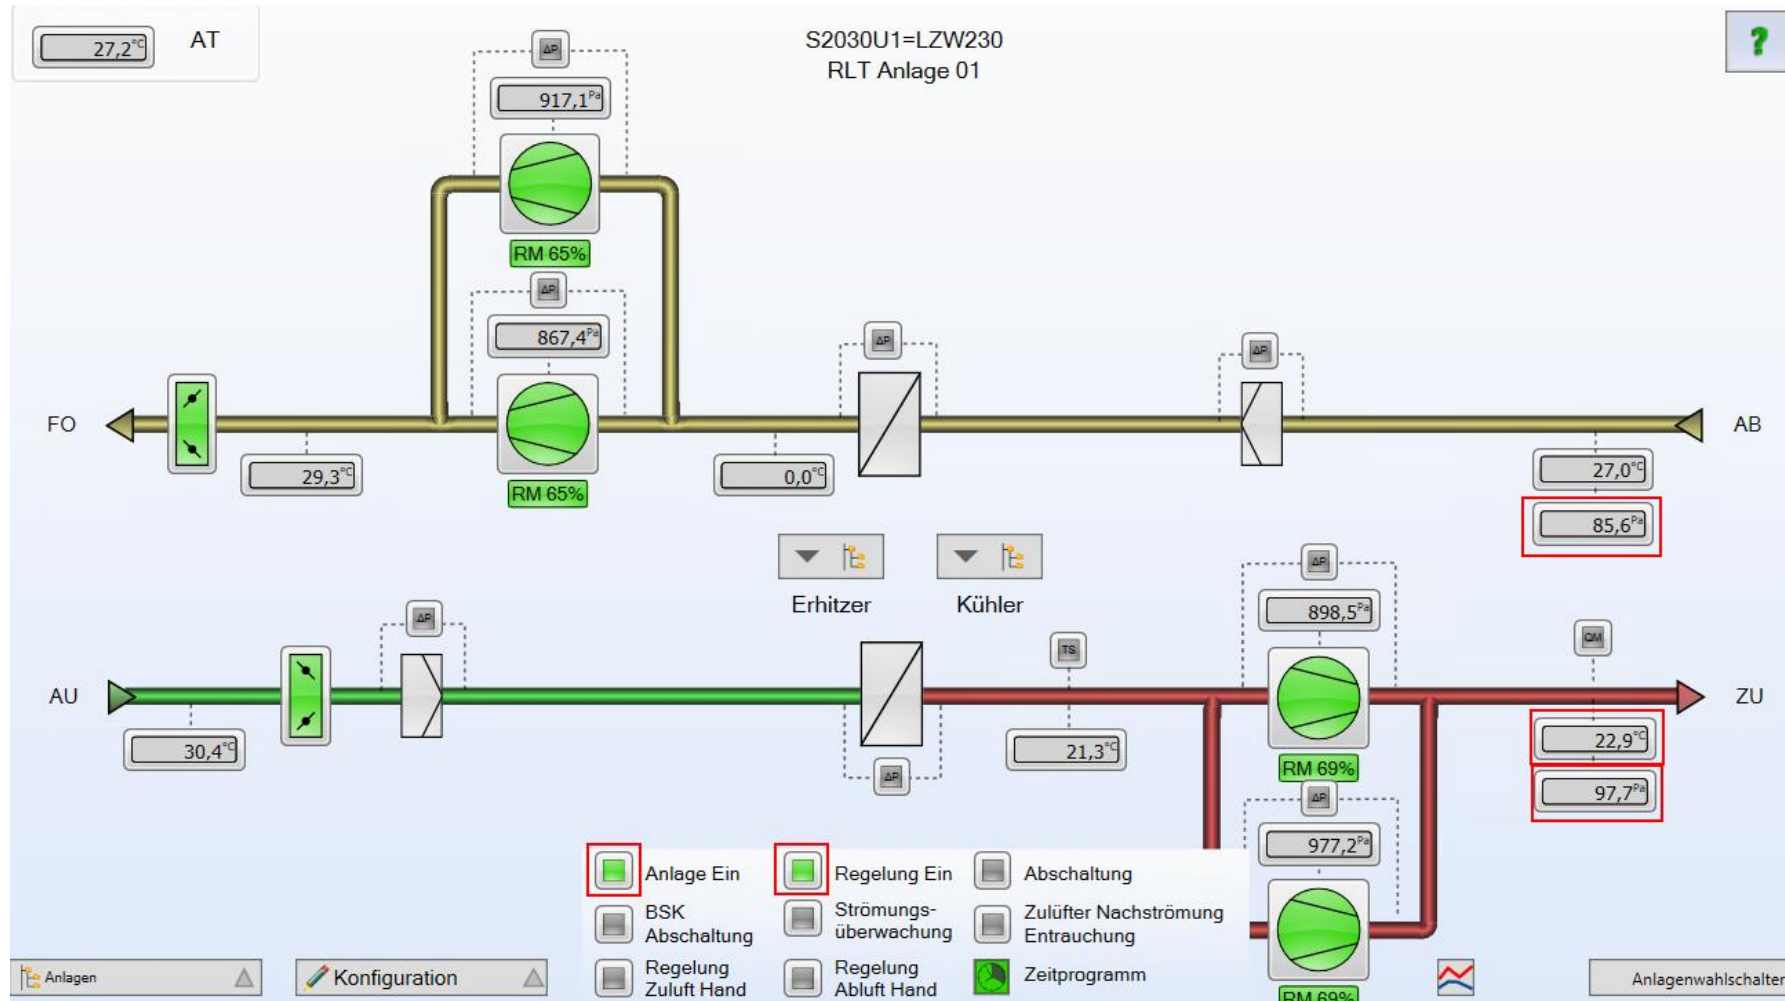 27,2°C
AT
S2030U1=LZW230
RLT Anlage 01
?
ΔP
917,1Pa
RM 65%
ΔP
867,4Pa
RM 65%
ΔP
ΔP
FO
AB
29,3°C
0,0°C
27,0°C
85,6Pa
Erhitzer
Kühler
ΔP
898,5Pa
ΔP
TS
QM
AU
ZU
30,4°C
21,3°C
22,9°C
RM 69%
ΔP
ΔP
97,7Pa
977,2Pa
Anlage Ein
Regelung Ein
Abschaltung
BSK
Abschaltung
Strömungs-
überwachung
Zulüfter Nachströmung
Entrauchung
Regelung
Zuluft Hand
Regelung
Abluft Hand
Zeitprogramm
RM 69%
Anlagen
Konfiguration
Anlagenwahlschalter